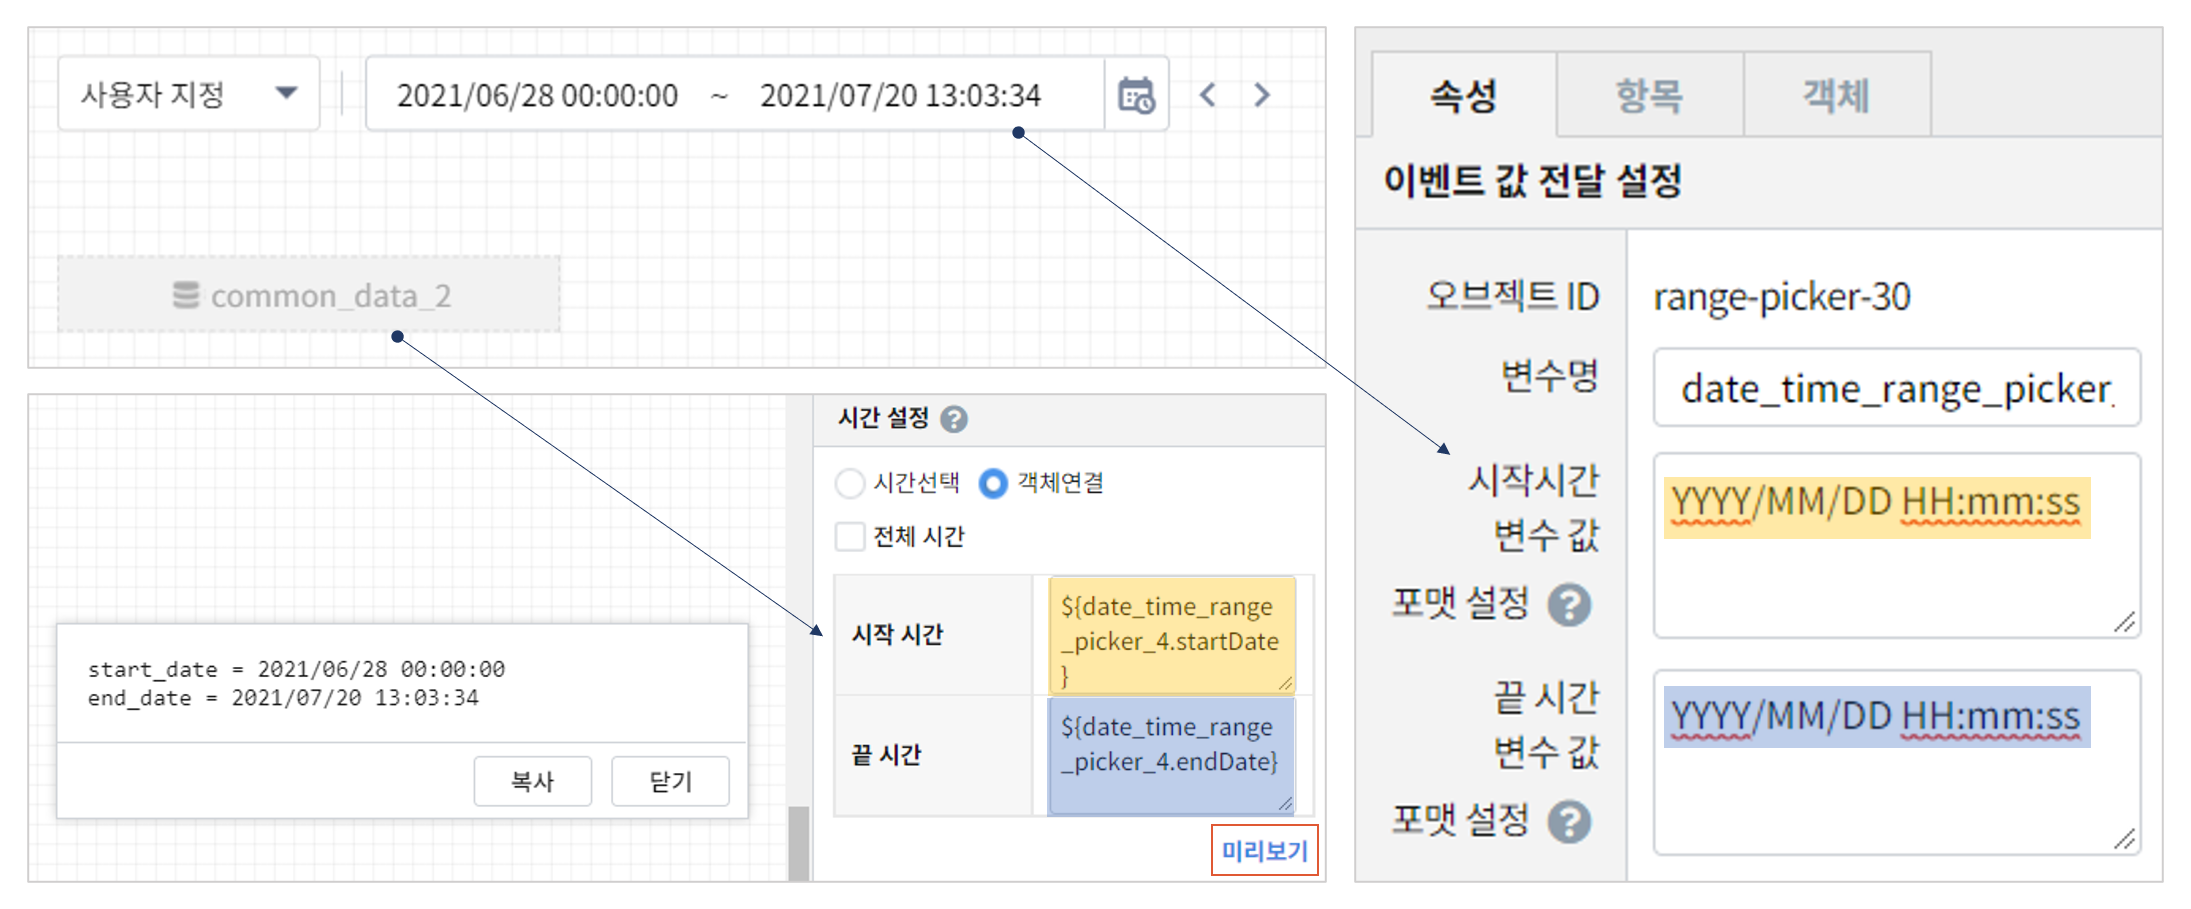 사용자 지정
2021/06/28 00:00:00 ~ 2021/07/20 13:03:34
common_data_2
start_date = 2021/06/28 00:00:00
end_date = 2021/07/20 13:03:34
복사 닫기
시간 설정 ?
시간선택 객체연결
전체 시간
시작 시간
${date_time_range
_picker_4.startDate
}
끝 시간
${date_time_range
_picker_4.endDate}
미리보기
속성 항목 객체
이벤트 값 전달 설정
오브젝트 ID range-picker-30
변수명 date_time_range_picker_
시작시간
변수 값
포맷 설정 ?
YYYY/MM/DD HH:mm:ss
끝 시간
변수 값
포맷 설정 ?
YYYY/MM/DD HH:mm:ss